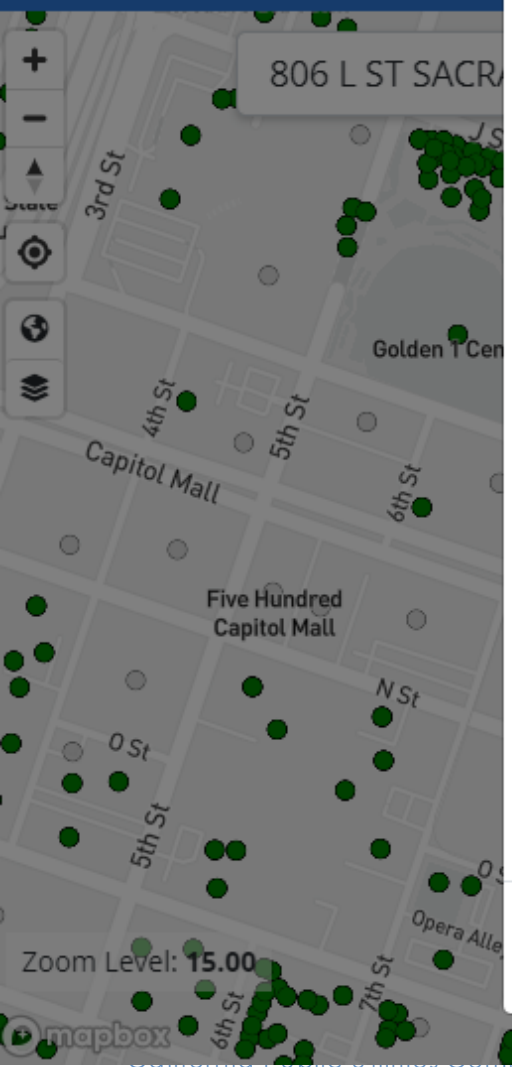 806 L ST SACRA
J S
3rd St
State
Golden 1 Cen
4th St
5th St
Capitol Mall
6th St
Five Hundred
Capitol Mall
N St
O St
5th St
O S
Opera Alle
Zoom Level: 15.00
7th St
6th St
mapbox